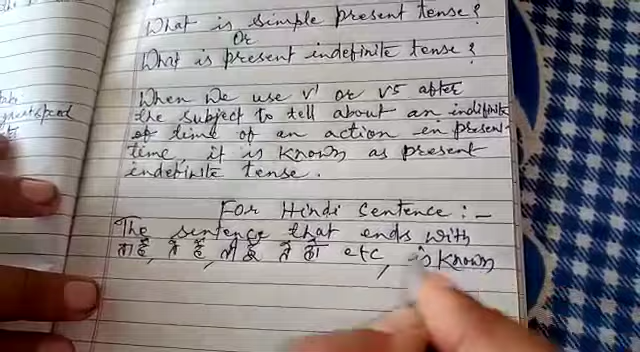 What is simple present tense?
Or
What is present indefinite tense?
When we use v¹ or v⁵ after
the subject to tell about an indefinite
of time of an action in present
time, it is known as present
indefinite tense.
For Hindi Sentence :-
The sentence that ends with
ता है, ते हैं, ती है, ते हो etc, is known